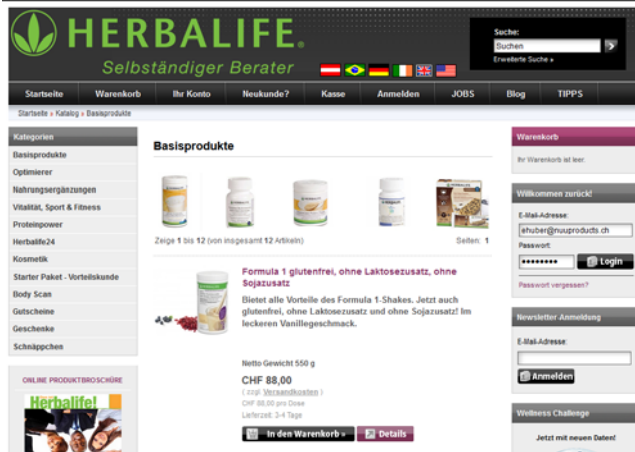 HERBALIFE.
Selbständiger Berater
Suche:
Suchen
Erweiterte Suche »
Startseite Warenkorb Ihr Konto Neukunde? Kasse Anmelden JOBS Blog TIPPS
Startseite » Katalog » Basisprodukte
Kategorien
Basisprodukte
Optimierer
Nahrungsergänzungen
Vitalität, Sport & Fitness
Proteinpower
Herbalife24
Kosmetik
Starter Paket - Vorteilskunde
Body Scan
Gutscheine
Geschenke
Schnäppchen
ONLINE PRODUKTBROSCHÜRE
Herbalife!
Basisprodukte
Zeige 1 bis 12 (von insgesamt 12 Artikeln) Seiten: 1
Formula 1 glutenfrei, ohne Laktosezusatz, ohne
Sojazusatz
Bietet alle Vorteile des Formula 1-Shakes. Jetzt auch
glutenfrei, ohne Laktosezusatz und ohne Sojazusatz! Im
leckeren Vanillegeschmack.
Netto Gewicht 550 g
CHF 88,00
( zzgl. Versandkosten )
CHF 88,00 pro Dose
Lieferzeit: 3-4 Tage
In den Warenkorb » Details
Warenkorb
Ihr Warenkorb ist leer.
Willkommen zurück!
E-Mail-Adresse:
ehuber@nuuproducts.ch
Passwort:
Login
Passwort vergessen?
Newsletter-Anmeldung
E-Mail-Adresse:
Anmelden
Wellness Challenge
Jetzt mit neuen Daten!